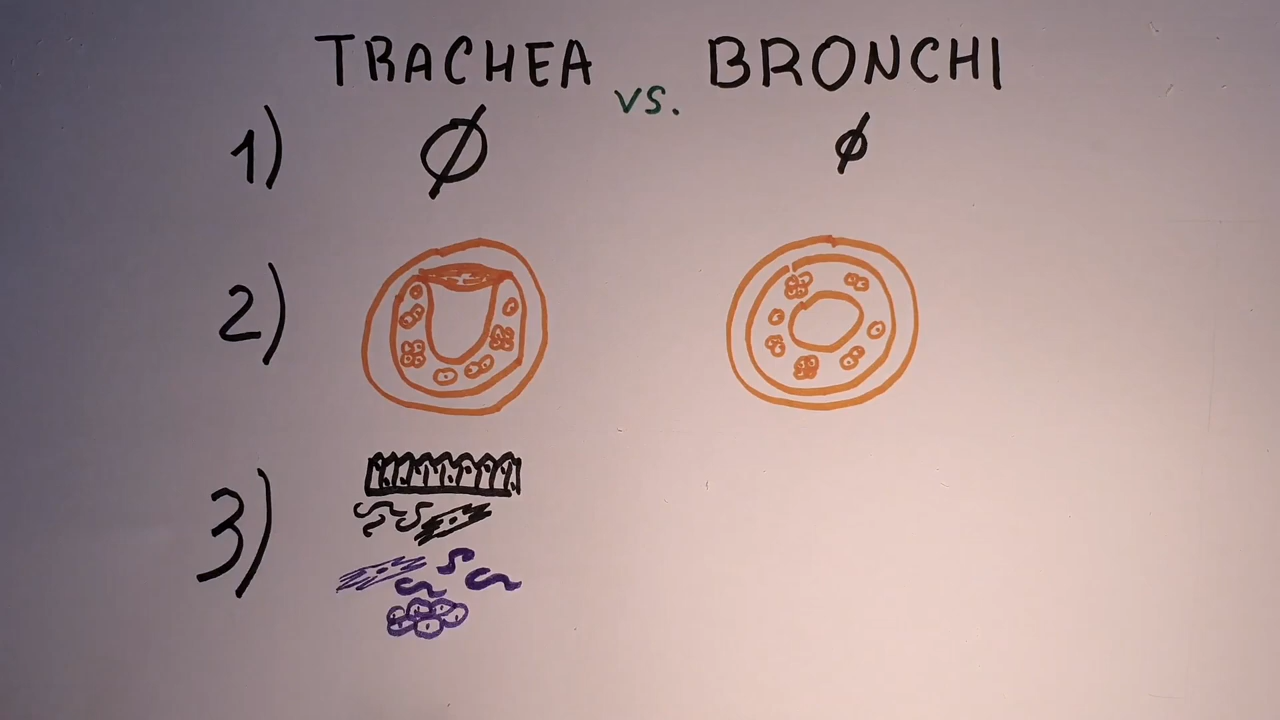 TRACHEA vs. BRONCHI
1) Ø Ø
2)
3)